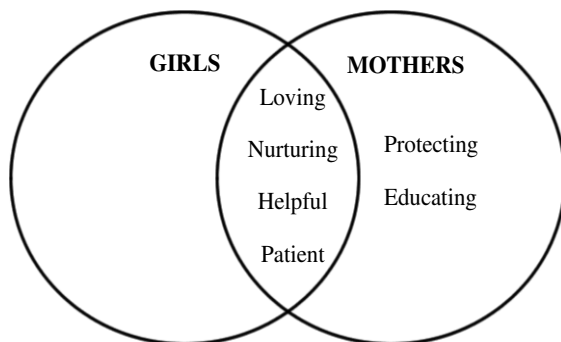 GIRLS
MOTHERS
Loving
Nurturing
Helpful
Patient
Protecting
Educating